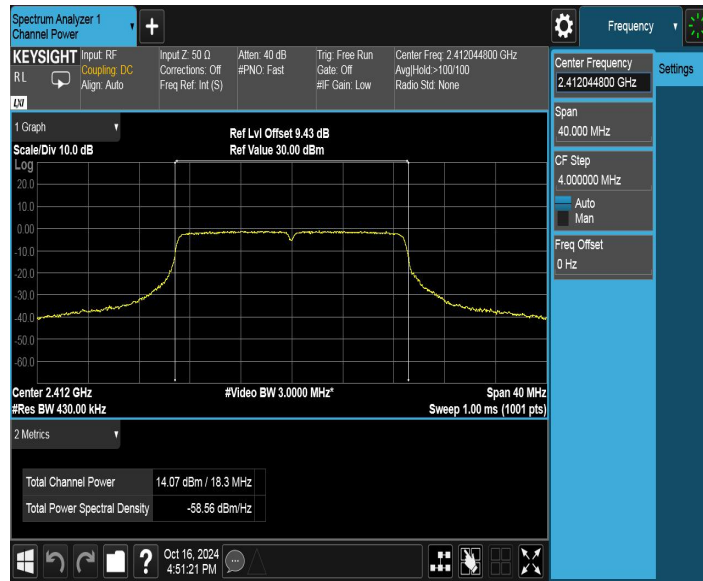 Spectrum Analyzer 1
Channel Power
+
Frequency
KEYSIGHT
R L
LXI
Input: RF
Coupling: DC
Align: Auto
Input Z: 50 Ω
Corrections: Off
Freq Ref: Int (S)
Atten: 40 dB
#PNO: Fast
Trig: Free Run
Gate: Off
#IF Gain: Low
Center Freq: 2.412044800 GHz
Avg|Hold:>100/100
Radio Std: None
Center Frequency
2.412044800 GHz
Settings
Span
40.000 MHz
CF Step
4.000000 MHz
Auto
Man
Freq Offset
0 Hz
1 Graph
Scale/Div 10.0 dB
Ref Lvl Offset 9.43 dB
Ref Value 30.00 dBm
Log
20.0
10.0
0.00
-10.0
-20.0
-30.0
-40.0
-50.0
-60.0
Center 2.412 GHz
#Video BW 3.0000 MHz*
Span 40 MHz
#Res BW 430.00 kHz
Sweep 1.00 ms (1001 pts)
2 Metrics
Total Channel Power 14.07 dBm / 18.3 MHz
Total Power Spectral Density -58.56 dBm/Hz
?
Oct 16, 2024
4:51:21 PM